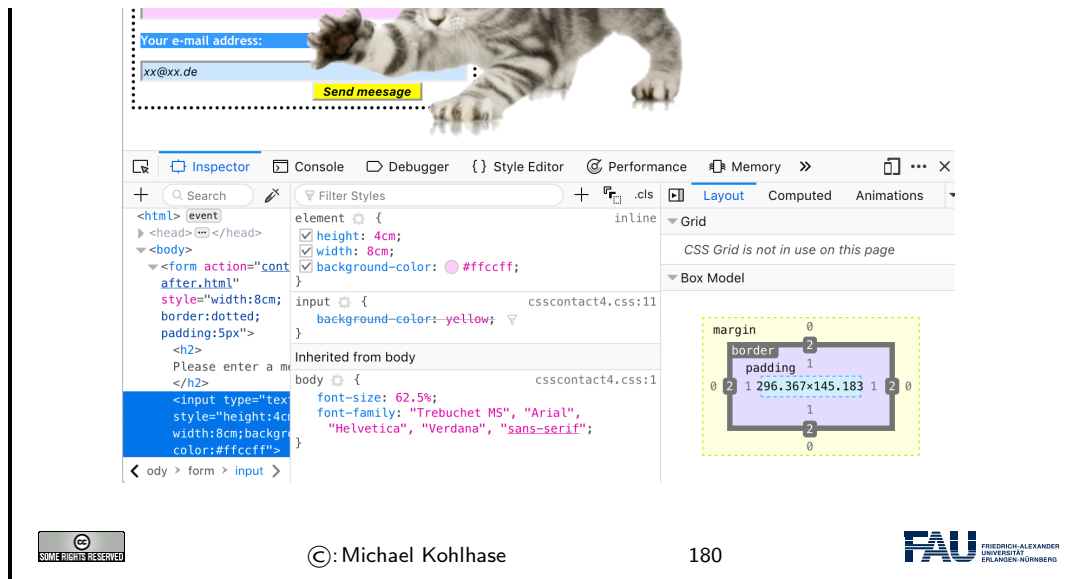 Your e-mail address:
xx@xx.de
Send meesage
Inspector Console Debugger { } Style Editor Performance Memory
+ Search Filter Styles + .cls Layout Computed Animations
<html> event
<head> ••• </head>
<body>
<form action="cont
after.html"
style="width:8cm;
border:dotted;
padding:5px">
<h2>
Please enter a me
</h2>
<input type="text
style="height:4cm
width:8cm;backgro
color:#ffccff">
ody > form > input
element { inline
height: 4cm;
width: 8cm;
background-color: #ffccff;
}
input { csscontact4.css:11
background-color: yellow;
}
Inherited from body
body { csscontact4.css:1
font-size: 62.5%;
font-family: "Trebuchet MS", "Arial",
"Helvetica", "Verdana", "sans-serif";
}
Grid
CSS Grid is not in use on this page
Box Model
margin 0
border 2
padding 1
0 2 1 296.367×145.183 1 2 0
1
2
0
cc
SOME RIGHTS RESERVED
©: Michael Kohlhase
180
FAU
FRIEDRICH-ALEXANDER
UNIVERSITÄT
ERLANGEN-NÜRNBERG